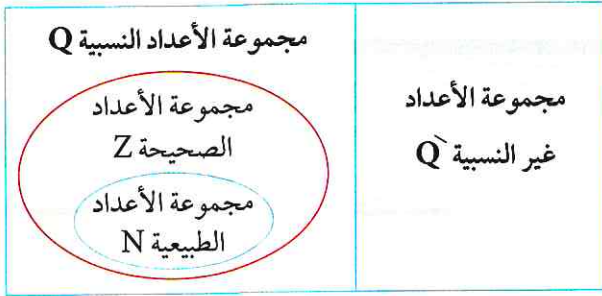 مجموعة الأعداد النسبية Q
مجموعة الأعداد
الصحيحة Z
مجموعة الأعداد
الطبيعية N
مجموعة الأعداد
غير النسبية Q`